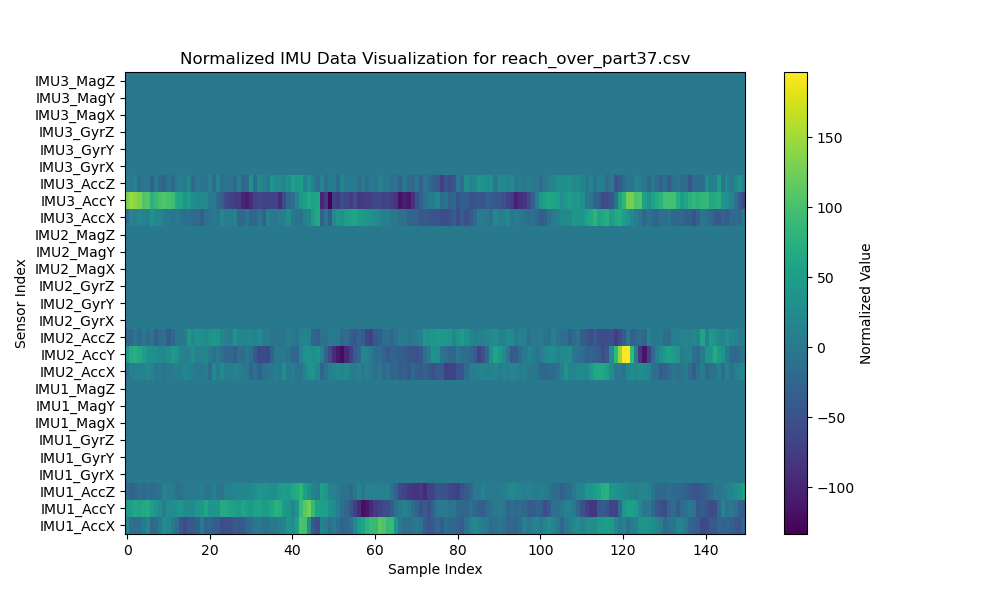 Normalized IMU Data Visualization for reach_over_part37.csv
IMU3_MagZ
IMU3_MagY
IMU3_MagX
IMU3_GyrZ
IMU3_GyrY
IMU3_GyrX
IMU3_AccZ
IMU3_AccY
IMU3_AccX
IMU2_MagZ
IMU2_MagY
IMU2_MagX
IMU2_GyrZ
IMU2_GyrY
IMU2_GyrX
IMU2_AccZ
IMU2_AccY
IMU2_AccX
IMU1_MagZ
IMU1_MagY
IMU1_MagX
IMU1_GyrZ
IMU1_GyrY
IMU1_GyrX
IMU1_AccZ
IMU1_AccY
IMU1_AccX
Sensor Index
0 20 40 60 80 100 120 140
Sample Index
150
100
50
0
−50
−100
Normalized Value